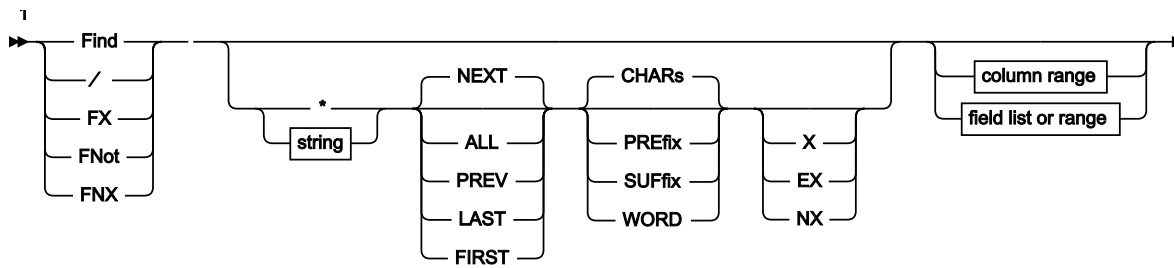 1
Find
/
FX
FNot
FNX
*
string
NEXT
ALL
PREV
LAST
FIRST
CHARs
PREfix
SUFfix
WORD
X
EX
NX
column range
field list or range